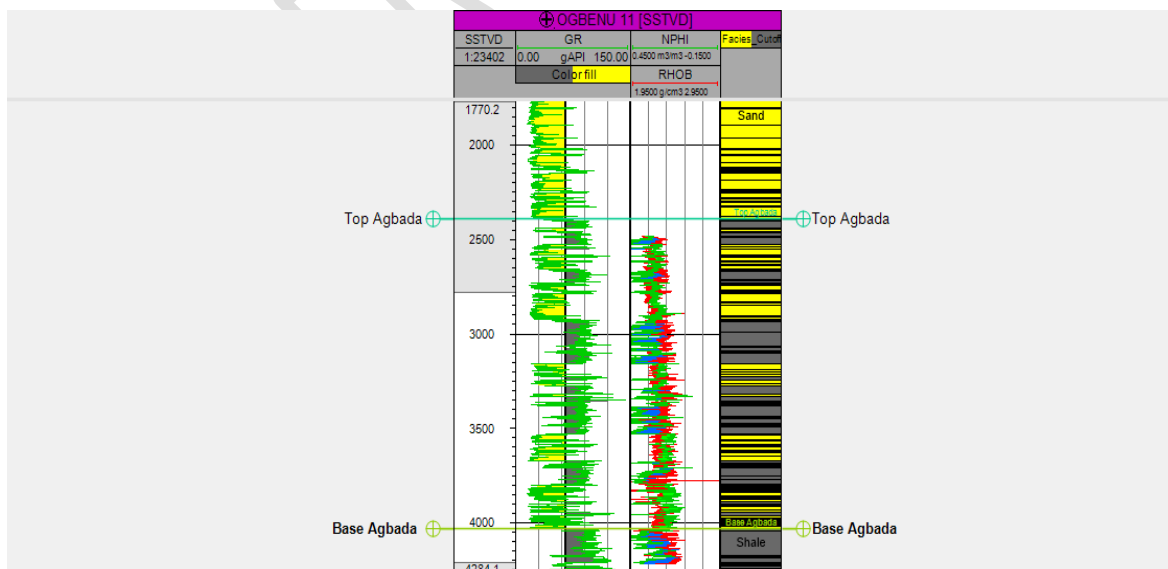 OGBENU 11 [SSTVD]
SSTVD GR NPHI Facies_Cutoff
1:23402 0.00 gAPI 150.00 0.4500 m3/m3 -0.1500
Color fill RHOB
1.9500 g/cm3 2.9500
1770.2 Sand
2000
Top Agbada Top Agbada Top Agbada
2500
3000
3500
4000
Base Agbada Base Agbada Base Agbada
Shale
4284.1